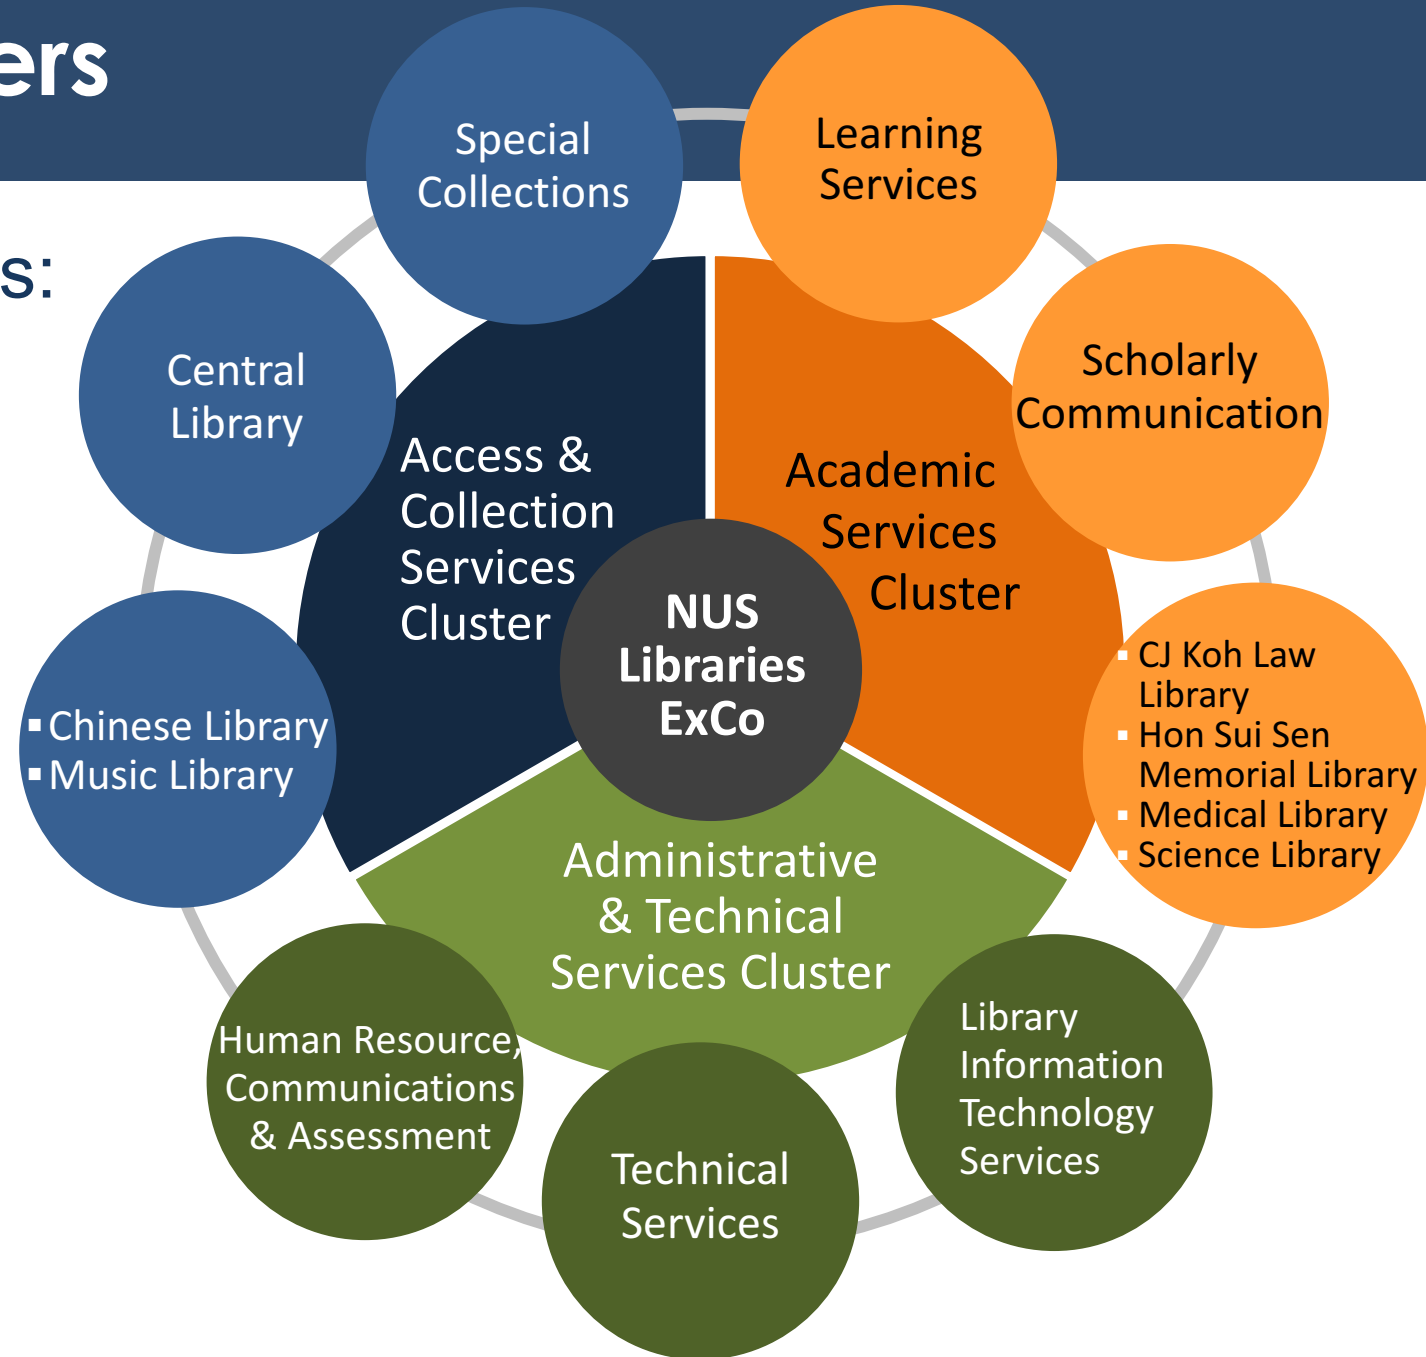 ers
s:
Special
Collections
Learning
Services
Central
Library
Scholarly
Communication
Access &
Collection
Services
Cluster
Academic
Services
Cluster
NUS
Libraries
ExCo
▪ Chinese Library
▪ Music Library
▪ CJ Koh Law
Library
▪ Hon Sui Sen
Memorial Library
▪ Medical Library
▪ Science Library
Administrative
& Technical
Services Cluster
Human Resource,
Communications
& Assessment
Technical
Services
Library
Information
Technology
Services